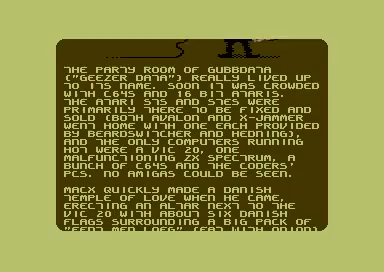 THE PARTY ROOM OF GUBBDATA
("GEEZER DATA") REALLY LIVED UP
TO ITS NAME. SOON IT WAS CROWDED
WITH C64S AND 16 BIT ATARIS.
THE ATARI STS AND STES WERE
PRIMARILY THERE TO BE FIXED AND
SOLD (BOTH AVALON AND X-JAMMER
WENT HOME WITH ONE EACH PROVIDED
BY BEARDSWITCHER AND HEDNING),
AND THE ONLY COMPUTERS RUNNING
HOT WERE A VIC 20, ONE
MALFUNCTIONING ZX SPECTRUM, A
BUNCH OF C64S AND THE CODERS'
PCS. NO AMIGAS COULD BE SEEN.
MACX QUICKLY MADE A DANISH
TEMPLE OF LOVE WHEN HE CAME,
ERECTING AN ALTAR NEXT TO THE
VIC 20 WITH ABOUT SIX DANISH
FLAGS SURROUNDING A BIG PACK OF
"FEDT MED LOEG" (FAT WITH ONION)